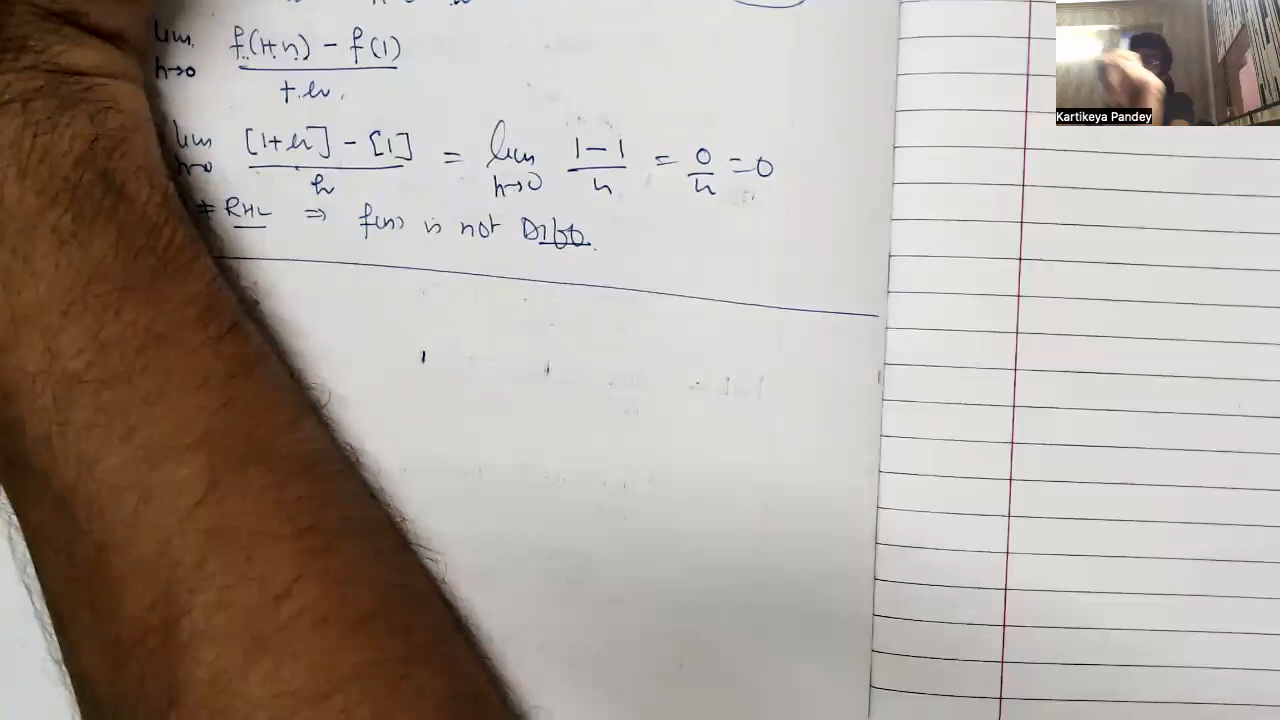 lim f(1+h) - f(1)
h→0 +h.
lim [1+h] - [1] = lim 1-1 = 0 = 0
h→0 h h→0 h h
≠ RHL ⇒ f(x) is not Diff.
Kartikeya Pandey